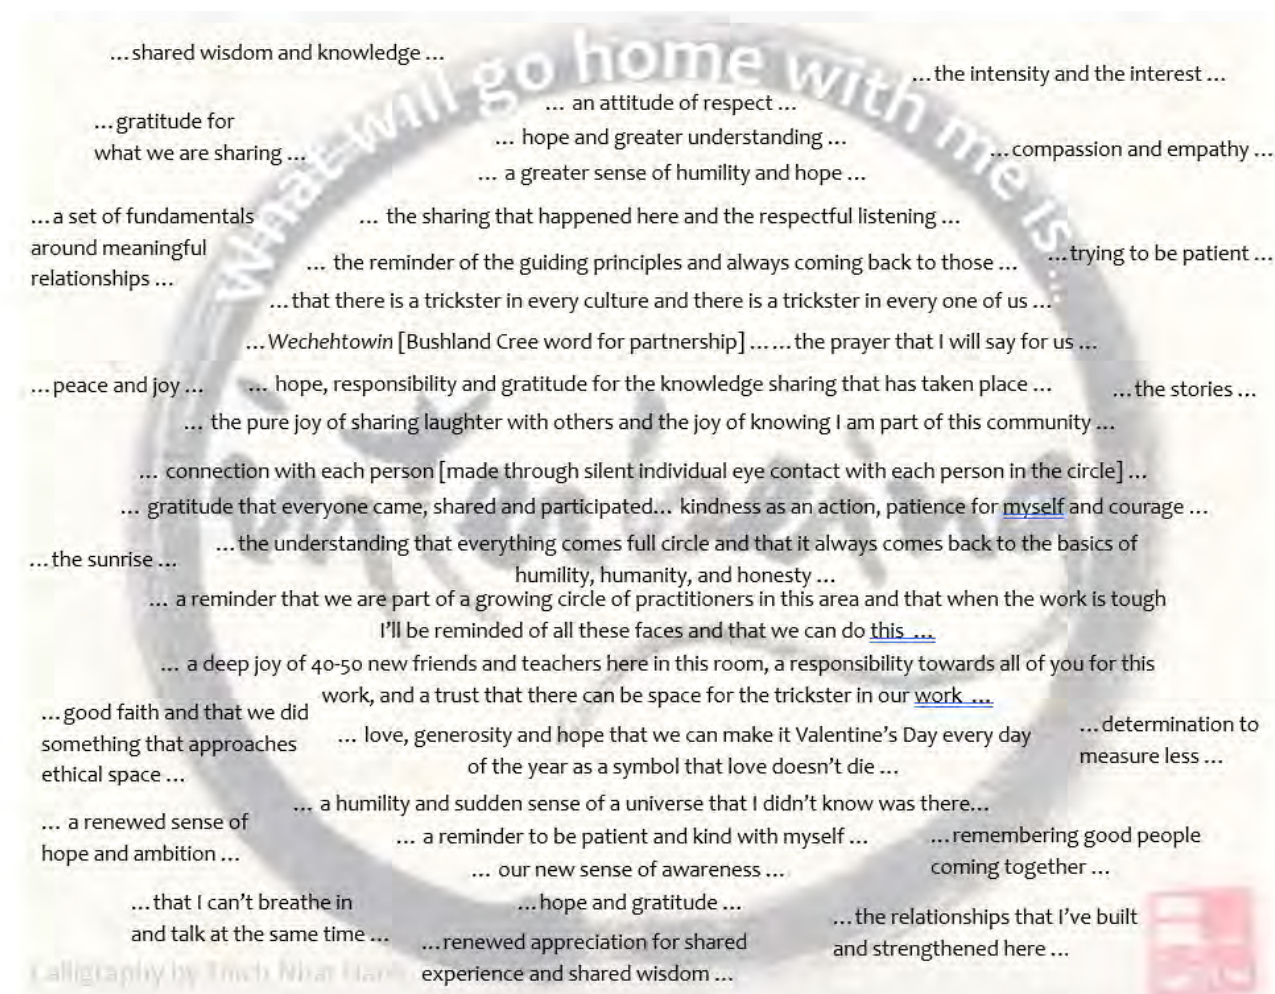 what will go home with me is...
...shared wisdom and knowledge ...
...the intensity and the interest ...
... an attitude of respect ...
...gratitude for
what we are sharing ...
... hope and greater understanding ...
...compassion and empathy ...
... a greater sense of humility and hope ...
...a set of fundamentals
around meaningful
relationships ...
... the sharing that happened here and the respectful listening ...
...trying to be patient ...
... the reminder of the guiding principles and always coming back to those ...
...that there is a trickster in every culture and there is a trickster in every one of us ...
...Wechehtowin [Bushland Cree word for partnership] ......the prayer that I will say for us ...
...peace and joy ...
... hope, responsibility and gratitude for the knowledge sharing that has taken place ...
...the stories ...
... the pure joy of sharing laughter with others and the joy of knowing I am part of this community ...
... connection with each person [made through silent individual eye contact with each person in the circle] ...
... gratitude that everyone came, shared and participated... kindness as an action, patience for myself and courage ...
...the sunrise ...
...the understanding that everything comes full circle and that it always comes back to the basics of
humility, humanity, and honesty ...
... a reminder that we are part of a growing circle of practitioners in this area and that when the work is tough
I'll be reminded of all these faces and that we can do this ...
... a deep joy of 40-50 new friends and teachers here in this room, a responsibility towards all of you for this
work, and a trust that there can be space for the trickster in our work ...
...good faith and that we did
something that approaches
ethical space ...
... love, generosity and hope that we can make it Valentine's Day every day
of the year as a symbol that love doesn't die ...
...determination to
measure less ...
... a humility and sudden sense of a universe that I didn't know was there...
... a renewed sense of
hope and ambition ...
... a reminder to be patient and kind with myself ...
...remembering good people
coming together ...
... our new sense of awareness ...
...that I can't breathe in
and talk at the same time ...
...hope and gratitude ...
...the relationships that I've built
and strengthened here ...
...renewed appreciation for shared
experience and shared wisdom ...
Calligraphy by Thich Nhat Hanh